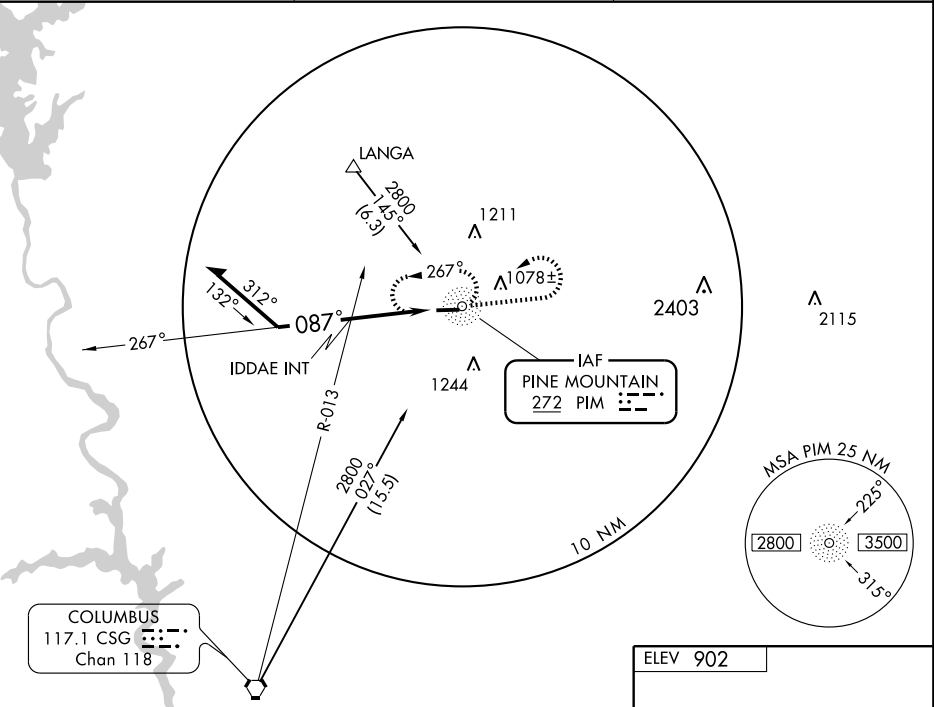 LANGA
2800
145°
(6.3)
1211
267°
1078±
312°
132°
087°
2403
2115
267°
IDDAE INT
1244
IAF
PINE MOUNTAIN
272 PIM
R-013
2800
027°
(15.5)
10 NM
MSA PIM 25 NM
225°
2800
3500
315°
COLUMBUS
117.1 CSG
Chan 118
ELEV 902